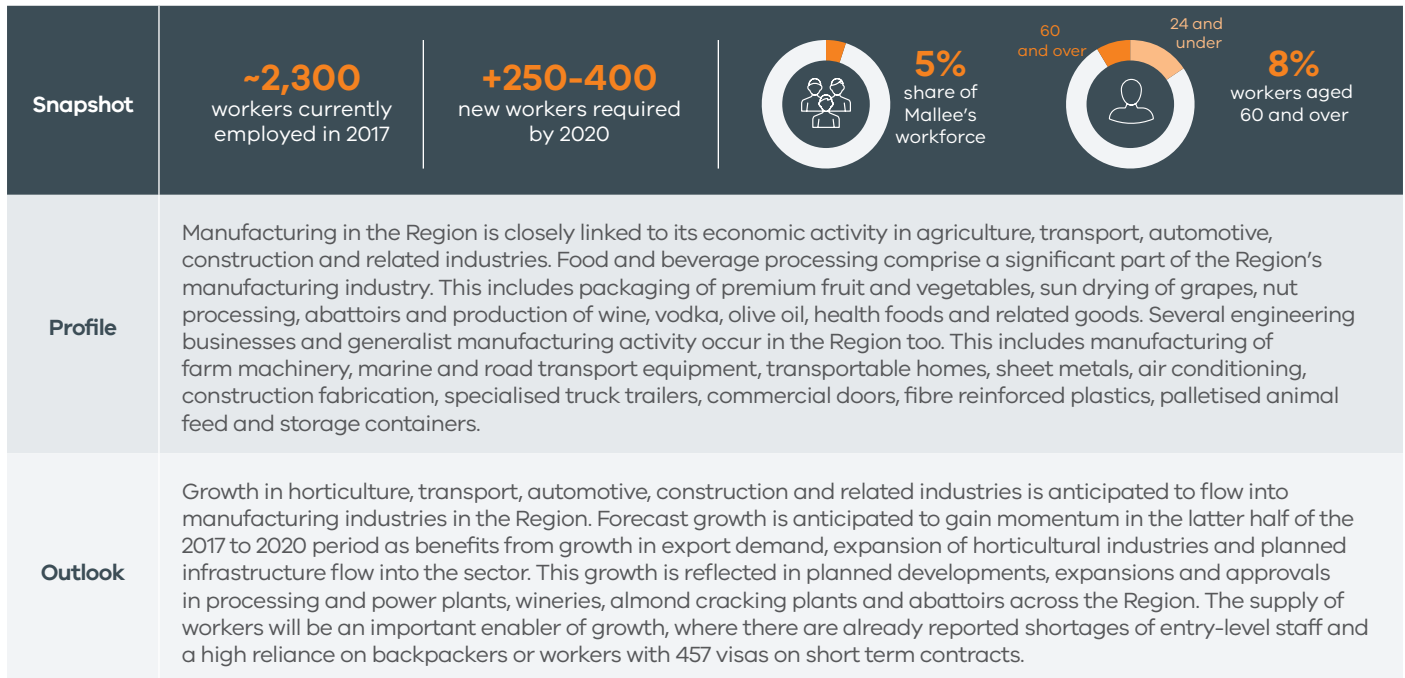 Snapshot
~2,300
workers currently
employed in 2017
+250-400
new workers required
by 2020
5%
share of
Mallee's
workforce
60
and over
24 and
under
8%
workers aged
60 and over
Profile
Manufacturing in the Region is closely linked to its economic activity in agriculture, transport, automotive,
construction and related industries. Food and beverage processing comprise a significant part of the Region's
manufacturing industry. This includes packaging of premium fruit and vegetables, sun drying of grapes, nut
processing, abattoirs and production of wine, vodka, olive oil, health foods and related goods. Several engineering
businesses and generalist manufacturing activity occur in the Region too. This includes manufacturing of
farm machinery, marine and road transport equipment, transportable homes, sheet metals, air conditioning,
construction fabrication, specialised truck trailers, commercial doors, fibre reinforced plastics, palletised animal
feed and storage containers.
Outlook
Growth in horticulture, transport, automotive, construction and related industries is anticipated to flow into
manufacturing industries in the Region. Forecast growth is anticipated to gain momentum in the latter half of the
2017 to 2020 period as benefits from growth in export demand, expansion of horticultural industries and planned
infrastructure flow into the sector. This growth is reflected in planned developments, expansions and approvals
in processing and power plants, wineries, almond cracking plants and abattoirs across the Region. The supply of
workers will be an important enabler of growth, where there are already reported shortages of entry-level staff and
a high reliance on backpackers or workers with 457 visas on short term contracts.